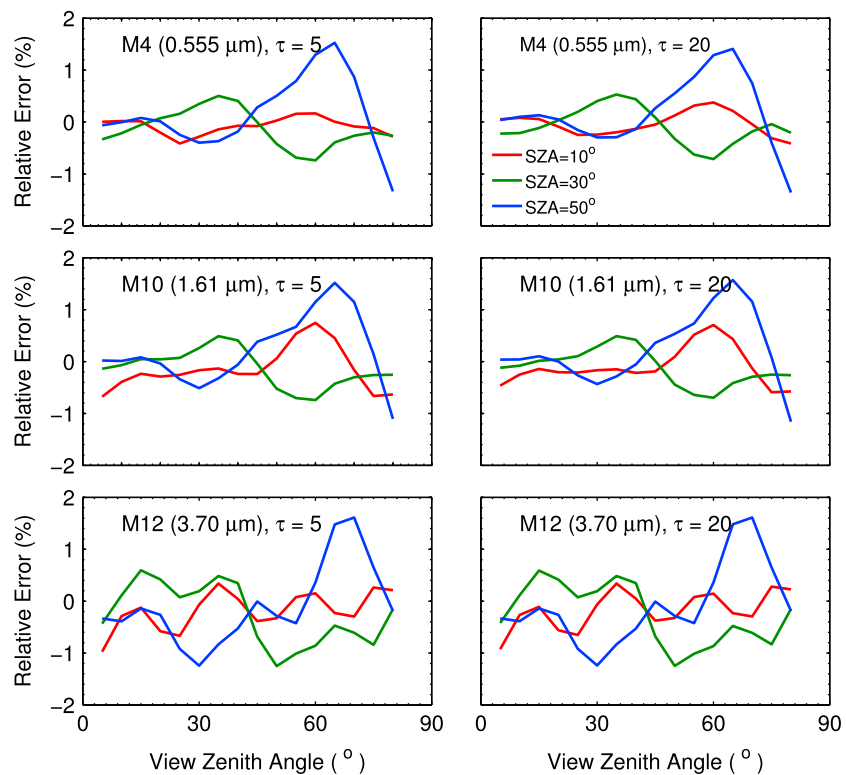 2
1
0
−1
−2
Relative Error (%)
M4 (0.555 μm), τ = 5
M4 (0.555 μm), τ = 20
SZA=10o
SZA=30o
SZA=50o
2
1
0
−1
−2
Relative Error (%)
M10 (1.61 μm), τ = 5
M10 (1.61 μm), τ = 20
2
1
0
−1
−2
Relative Error (%)
M12 (3.70 μm), τ = 5
M12 (3.70 μm), τ = 20
0 30 60 90
0 30 60 90
View Zenith Angle ( o )
View Zenith Angle ( o )